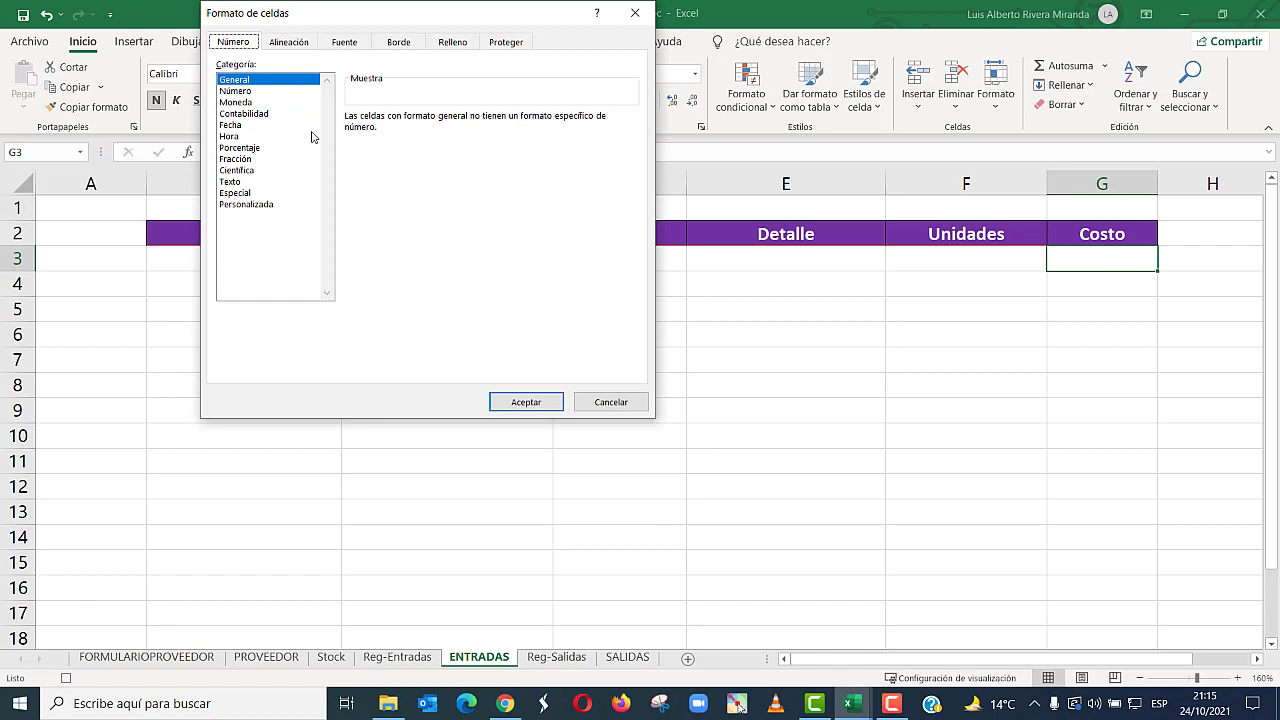 Formato de celdas ? - Excel Luis Alberto Rivera Miranda LA
Archivo Inicio Insertar Dibuj Número Alineación Fuente Borde Relleno Proteger yuda ¿Qué desea hacer? Compartir
Categoría:
General
Número
Moneda
Contabilidad
Fecha
Hora
Porcentaje
Fracción
Científica
Texto
Especial
Personalizada
Muestra
Las celdas con formato general no tienen un formato específico de
número.
Aceptar Cancelar
Cortar
Copiar
Copiar formato
Pegar
Portapapeles
Calibri
N K
Formato
condicional
Dar formato
como tabla
Estilos de
celda
Estilos
Insertar Eliminar Formato
Celdas
Autosuma
Rellenar
Borrar
Ordenar y
filtrar
Buscar y
seleccionar
Edición
G3 fx
A E F G H
1
2 Detalle Unidades Costo
3
4
5
6
7
8
9
10
11
12
13
14
15
16
17
18
FORMULARIOPROVEEDOR PROVEEDOR Stock Reg-Entradas ENTRADAS Reg-Salidas SALIDAS
Listo Configuración de visualización 160%
Escribe aquí para buscar 14°C 21:15
24/10/2021